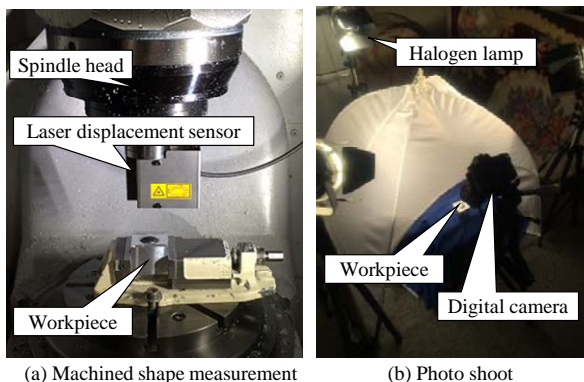 Spindle head
Laser displacement sensor
Workpiece
(a) Machined shape measurement
Halogen lamp
Workpiece
Digital camera
(b) Photo shoot